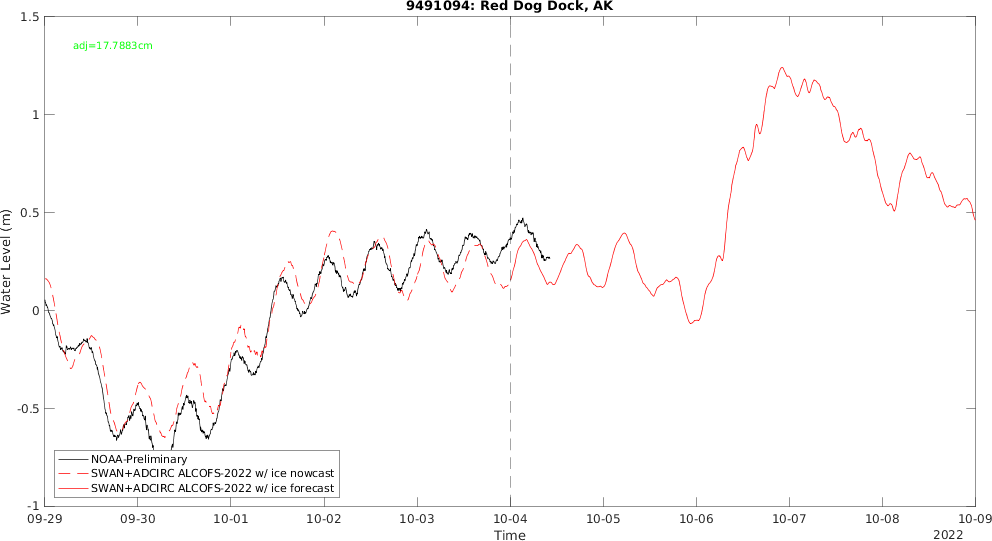 9491094: Red Dog Dock, AK
adj=17.7883cm
1.5
1
0.5
0
-0.5
-1
Water Level (m)
NOAA-Preliminary
SWAN+ADCIRC ALCOFS-2022 w/ ice nowcast
SWAN+ADCIRC ALCOFS-2022 w/ ice forecast
09-29 09-30 10-01 10-02 10-03 10-04 10-05 10-06 10-07 10-08 10-09
Time
2022